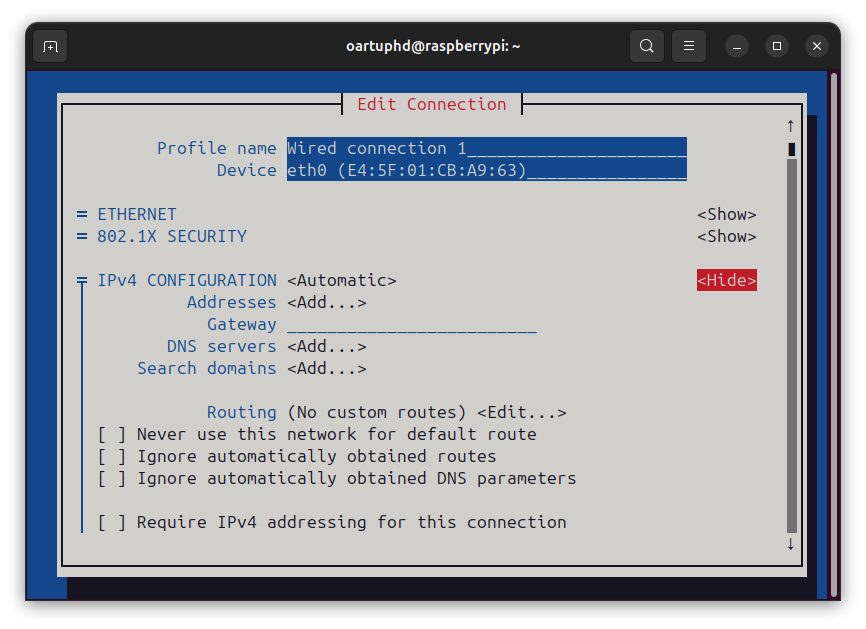 oartuphd@raspberrypi: ~
Edit Connection
Profile name Wired connection 1______________________
Device eth0 (E4:5F:01:CB:A9:63)________________
= ETHERNET <Show>
= 802.1X SECURITY <Show>
IPv4 CONFIGURATION <Automatic> <Hide>
Addresses <Add...>
Gateway _________________________
DNS servers <Add...>
Search domains <Add...>
Routing (No custom routes) <Edit...>
[ ] Never use this network for default route
[ ] Ignore automatically obtained routes
[ ] Ignore automatically obtained DNS parameters
[ ] Require IPv4 addressing for this connection